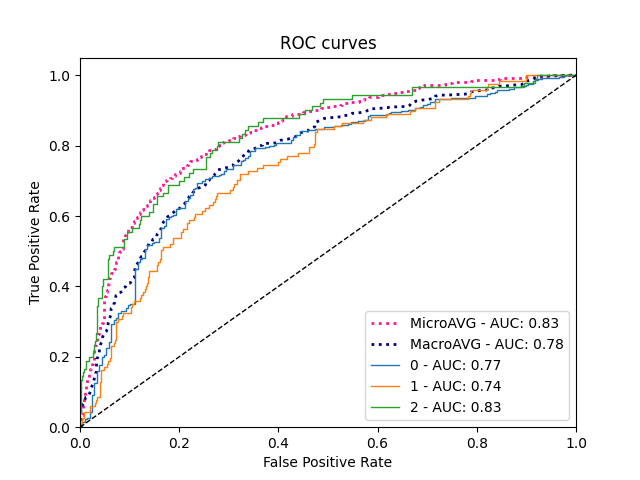 ROC curves
1.0
0.8
0.6
0.4
0.2
0.0
True Positive Rate
MicroAVG - AUC: 0.83
MacroAVG - AUC: 0.78
0 - AUC: 0.77
1 - AUC: 0.74
2 - AUC: 0.83
0.0 0.2 0.4 0.6 0.8 1.0
False Positive Rate